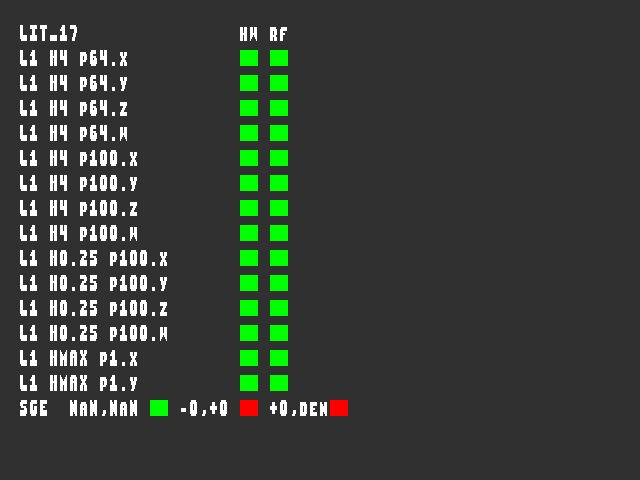 LIT_17 HW RF
L1 H4 p64.x
L1 H4 p64.y
L1 H4 p64.z
L1 H4 p64.w
L1 H4 p100.x
L1 H4 p100.y
L1 H4 p100.z
L1 H4 p100.w
L1 H0.25 p100.x
L1 H0.25 p100.y
L1 H0.25 p100.z
L1 H0.25 p100.w
L1 HMAX p1.x
L1 HMAX p1.y
SGE NaN,NaN -0,+0 +0,DEN